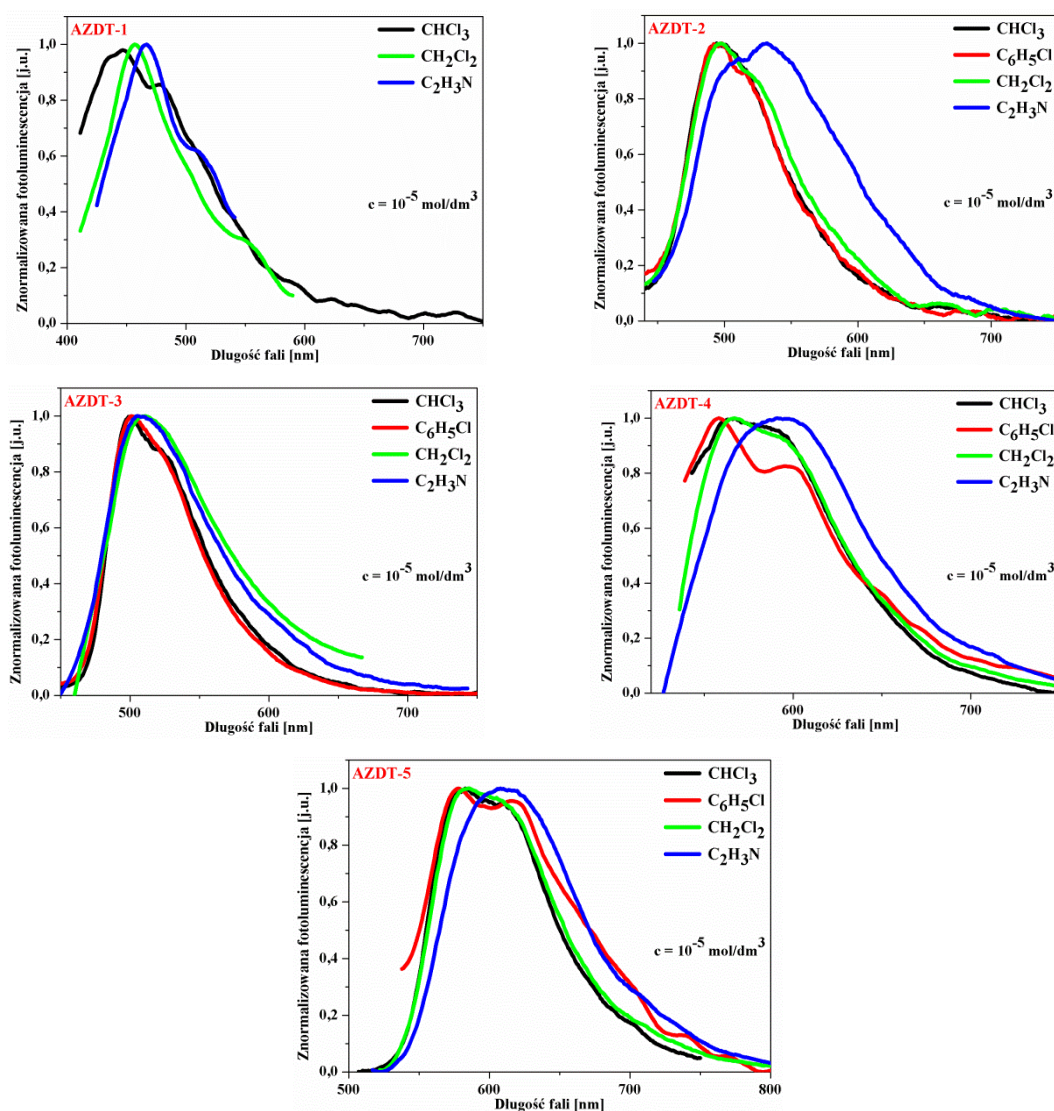 AZDT-1
CHCl3
CH2Cl2
C2H3N
c = 10-5 mol/dm3
Znormalizowana fotoluminescencja [j.u.]
1,0
0,8
0,6
0,4
0,2
0,0
400
500
600
700
Długość fali [nm]
AZDT-2
CHCl3
C6H5Cl
CH2Cl2
C2H3N
c = 10-5 mol/dm3
Znormalizowana fotoluminescencja [j.u.]
1,0
0,8
0,6
0,4
0,2
0,0
500
600
700
Długość fali [nm]
AZDT-3
CHCl3
C6H5Cl
CH2Cl2
C2H3N
c = 10-5 mol/dm3
Znormalizowana fotoluminescencja [j.u.]
1,0
0,8
0,6
0,4
0,2
0,0
500
600
700
Długość fali [nm]
AZDT-4
CHCl3
C6H5Cl
CH2Cl2
C2H3N
c = 10-5 mol/dm3
Znormalizowana fotoluminescencja [j.u.]
1,0
0,8
0,6
0,4
0,2
0,0
600
700
Długość fali [nm]
AZDT-5
CHCl3
C6H5Cl
CH2Cl2
C2H3N
c = 10-5 mol/dm3
Znormalizowana fotoluminescencja [j.u.]
1,0
0,8
0,6
0,4
0,2
0,0
500
600
700
800
Długość fali [nm]